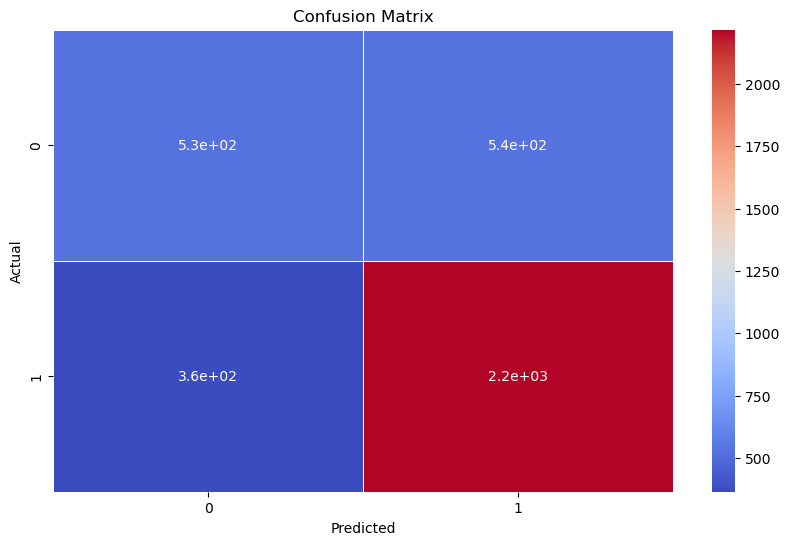 Confusion Matrix
Actual
0
5.3e+02
5.4e+02
1
3.6e+02
2.2e+03
0
1
Predicted
2000
1750
1500
1250
1000
750
500